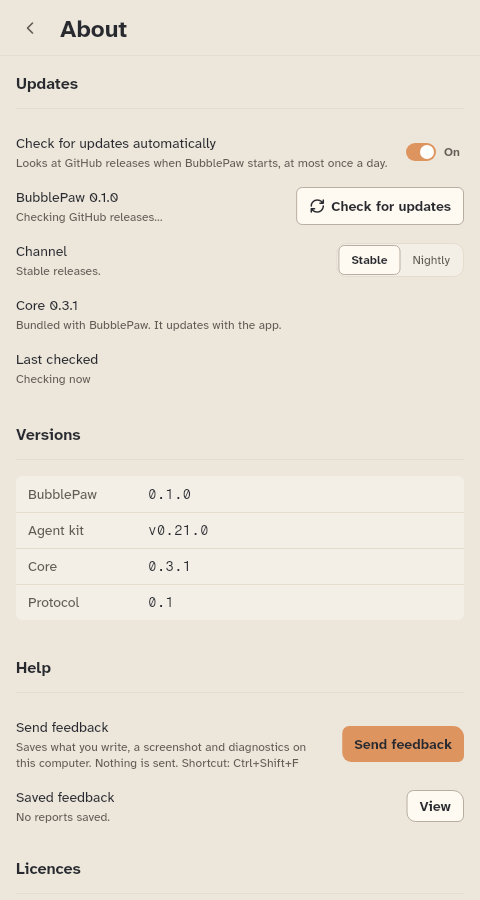 About
Updates
Check for updates automatically
Looks at GitHub releases when BubblePaw starts, at most once a day.
On
BubblePaw 0.1.0
Checking GitHub releases...
Check for updates
Channel
Stable releases.
Stable
Nightly
Core 0.3.1
Bundled with BubblePaw. It updates with the app.
Last checked
Checking now
Versions
BubblePaw 0.1.0
Agent kit v0.21.0
Core 0.3.1
Protocol 0.1
Help
Send feedback
Saves what you write, a screenshot and diagnostics on
this computer. Nothing is sent. Shortcut: Ctrl+Shift+F
Send feedback
Saved feedback
No reports saved.
View
Licences